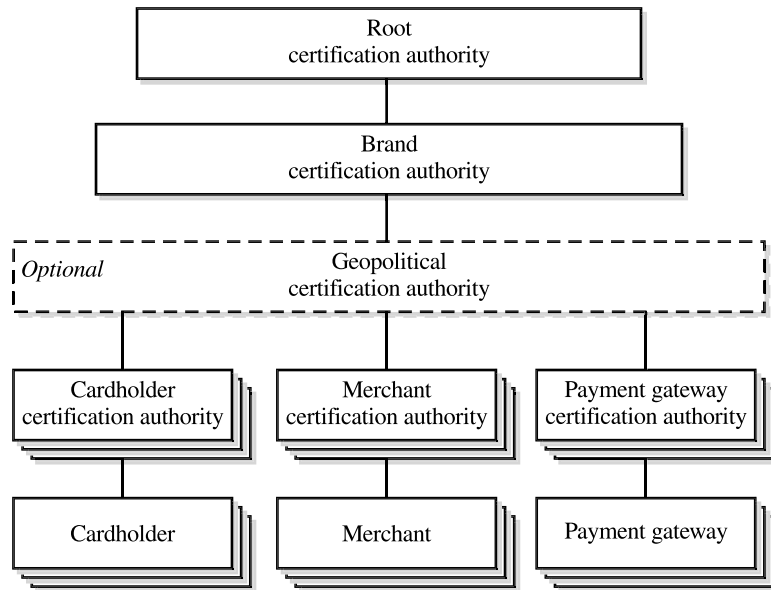 Root
certification authority
Brand
certification authority
Optional
Geopolitical
certification authority
Cardholder
certification authority
Merchant
certification authority
Payment gateway
certification authority
Cardholder
Merchant
Payment gateway